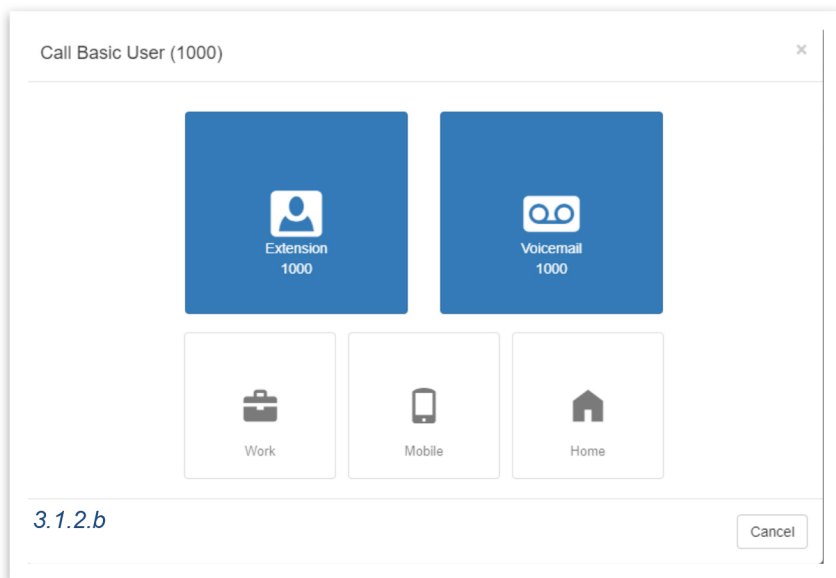 Call Basic User (1000)
×
Extension
1000
Voicemail
1000
Work
Mobile
Home
3.1.2.b
Cancel